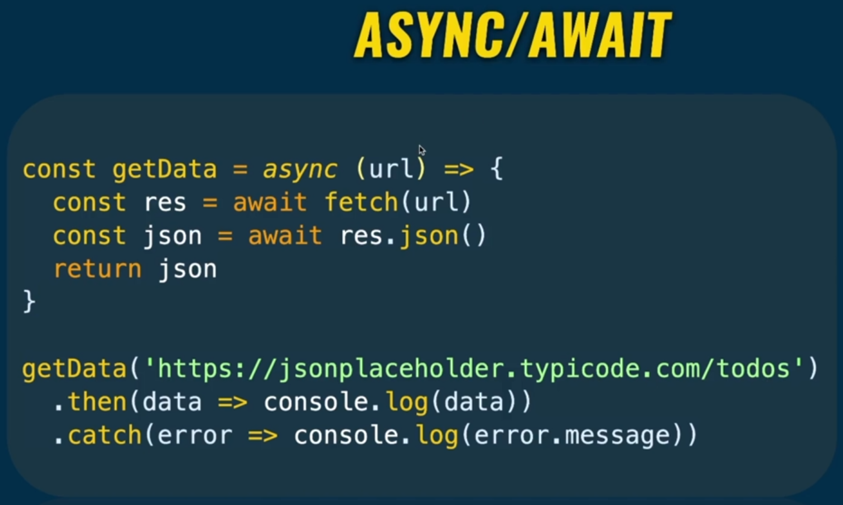 ASYNC/AWAIT
const getData = async (url) => {
  const res = await fetch(url)
  const json = await res.json()
  return json
}
getData('https://jsonplaceholder.typicode.com/todos')
  .then(data => console.log(data))
  .catch(error => console.log(error.message))